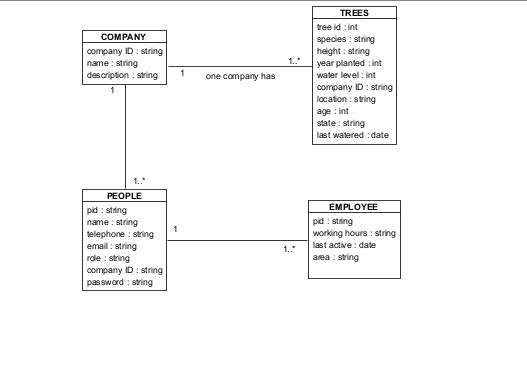 COMPANY
company ID : string
name : string
description : string
1
1
one company has
1..*
TREES
tree id : int
species : string
height : string
year planted : int
water level : int
company ID : string
location : string
age : int
state : string
last watered : date
1..*
PEOPLE
pid : string
name : string
telephone : string
email : string
role : string
company ID : string
password : string
1
1..*
EMPLOYEE
pid : string
working hours : string
last active : date
area : string